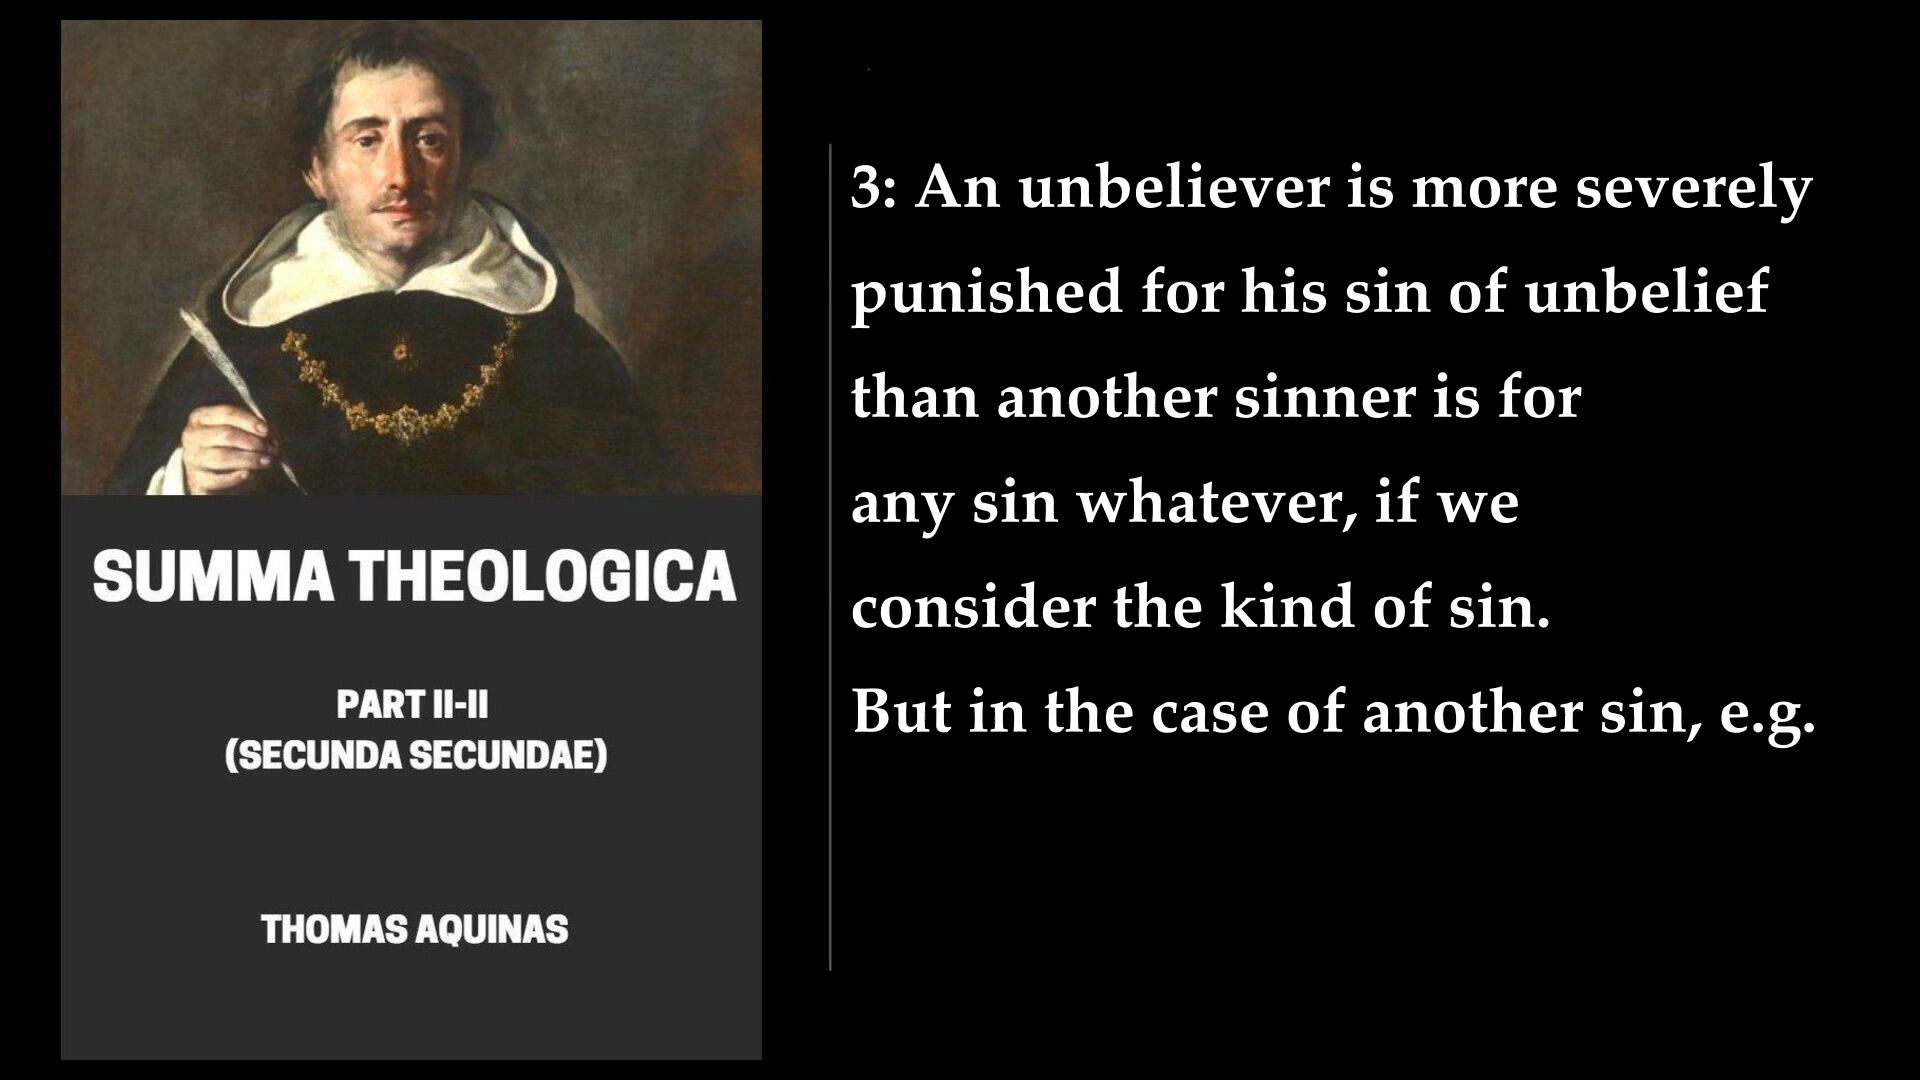 SUMMA THEOLOGICA
PART II-II
(SECUNDA SECUNDAE)
THOMAS AQUINAS
3: An unbeliever is more severely
punished for his sin of unbelief
than another sinner is for
any sin whatever, if we
consider the kind of sin.
But in the case of another sin, e.g.